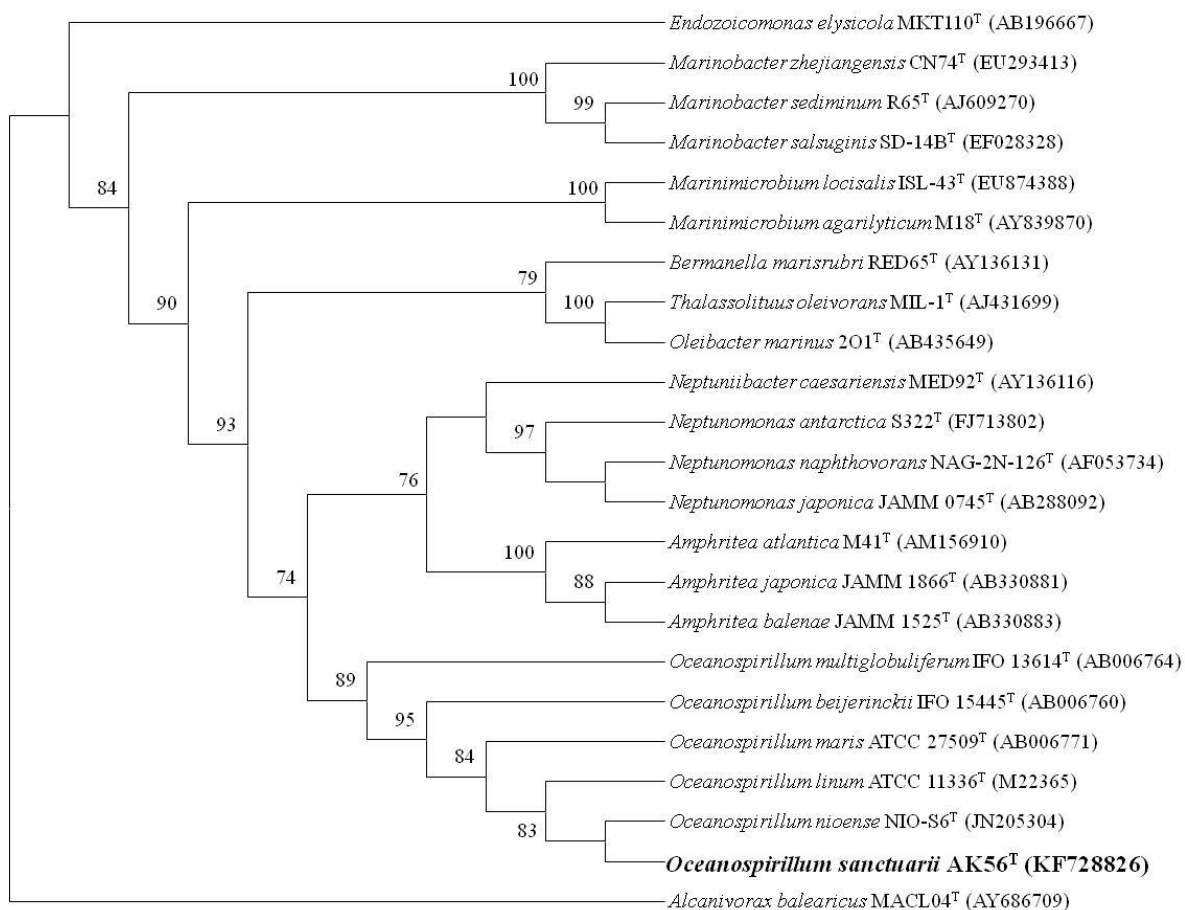 Endozoicomonas elysicola MKT110ᵀ (AB196667)
Marinobacter zhejiangensis CN74ᵀ (EU293413)
100
99
Marinobacter sediminum R65ᵀ (AJ609270)
Marinobacter salsuginis SD-14Bᵀ (EF028328)
84
100
Marinimicrobium locisalis ISL-43ᵀ (EU874388)
Marinimicrobium agarilyticum M18ᵀ (AY839870)
Bermanella marisrubri RED65ᵀ (AY136131)
79
90
100
Thalassolituus oleivorans MIL-1ᵀ (AJ431699)
Oleibacter marinus 2O1ᵀ (AB435649)
Neptuniibacter caesariensis MED92ᵀ (AY136116)
93
97
Neptunomonas antarctica S322ᵀ (FJ713802)
Neptunomonas naphthovorans NAG-2N-126ᵀ (AF053734)
76
Neptunomonas japonica JAMM 0745ᵀ (AB288092)
Amphritea atlantica M41ᵀ (AM156910)
100
74
88
Amphritea japonica JAMM 1866ᵀ (AB330881)
Amphritea balenae JAMM 1525ᵀ (AB330883)
Oceanospirillum multiglobuliferum IFO 13614ᵀ (AB006764)
89
Oceanospirillum beijerinckii IFO 15445ᵀ (AB006760)
95
Oceanospirillum maris ATCC 27509ᵀ (AB006771)
84
Oceanospirillum linum ATCC 11336ᵀ (M22365)
Oceanospirillum nioense NIO-S6ᵀ (JN205304)
83
Oceanospirillum sanctuarii AK56ᵀ (KF728826)
Alcanivorax balearicus MACL04ᵀ (AY686709)